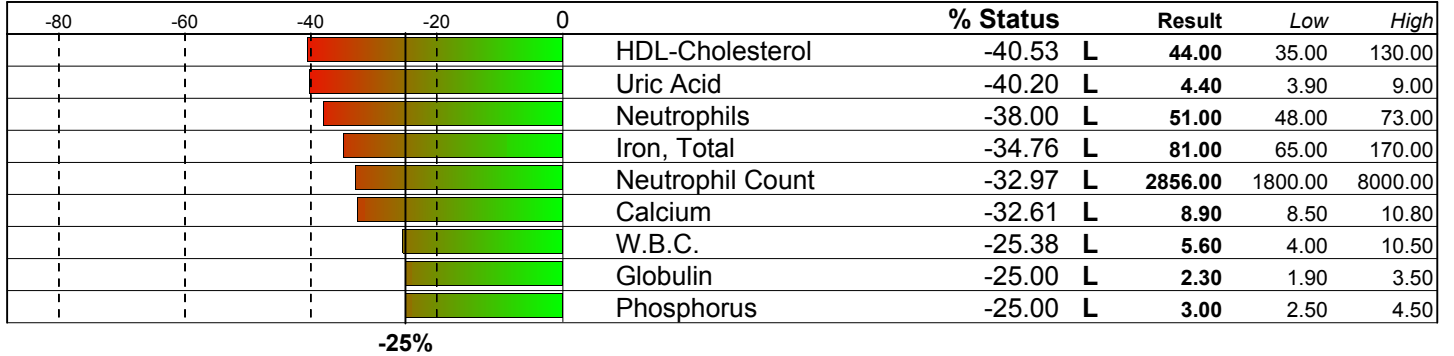 -80 -60 -40 -20 0 % Status Result Low High
HDL-Cholesterol -40.53 L 44.00 35.00 130.00
Uric Acid -40.20 L 4.40 3.90 9.00
Neutrophils -38.00 L 51.00 48.00 73.00
Iron, Total -34.76 L 81.00 65.00 170.00
Neutrophil Count -32.97 L 2856.00 1800.00 8000.00
Calcium -32.61 L 8.90 8.50 10.80
W.B.C. -25.38 L 5.60 4.00 10.50
Globulin -25.00 L 2.30 1.90 3.50
Phosphorus -25.00 L 3.00 2.50 4.50
-25%